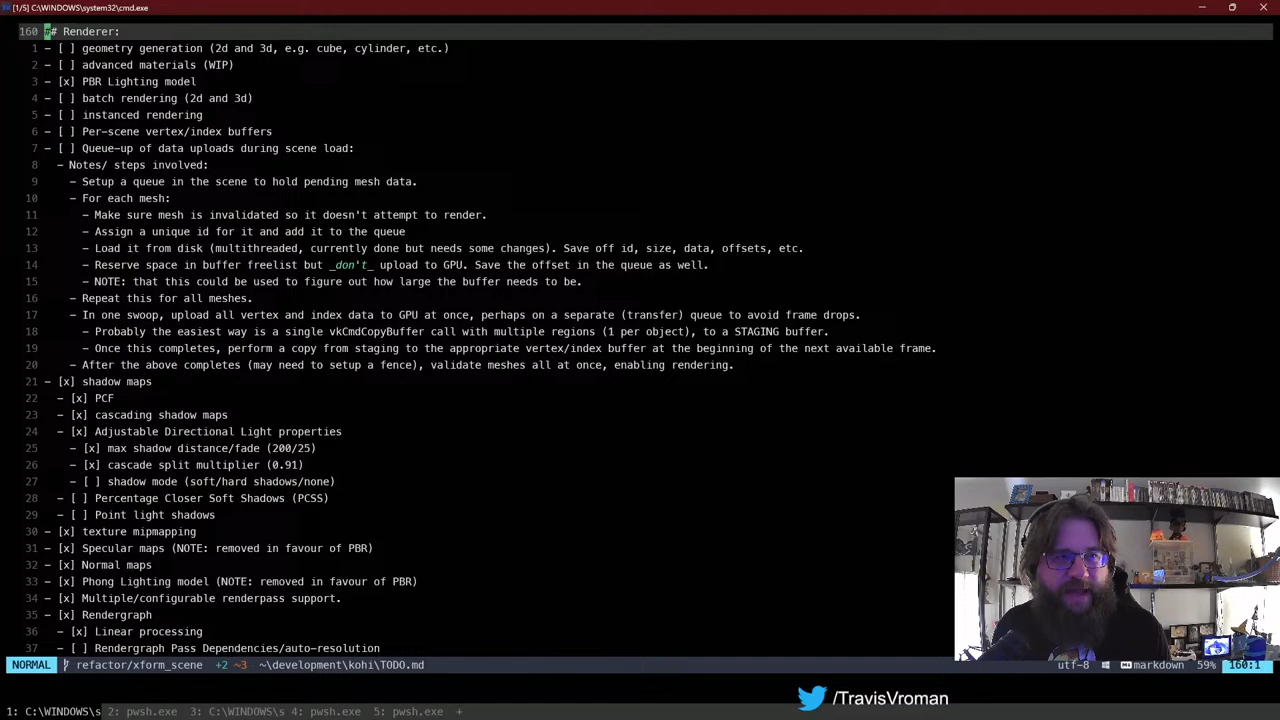 [1/5] C:\WINDOWS\system32\cmd.exe
160 ## Renderer:
1 - [ ] geometry generation (2d and 3d, e.g. cube, cylinder, etc.)
2 - [ ] advanced materials (WIP)
3 - [x] PBR Lighting model
4 - [ ] batch rendering (2d and 3d)
5 - [ ] instanced rendering
6 - [ ] Per-scene vertex/index buffers
7 - [ ] Queue-up of data uploads during scene load:
8 - Notes/ steps involved:
9 - Setup a queue in the scene to hold pending mesh data.
10 - For each mesh:
11 - Make sure mesh is invalidated so it doesn't attempt to render.
12 - Assign a unique id for it and add it to the queue
13 - Load it from disk (multithreaded, currently done but needs some changes). Save off id, size, data, offsets, etc.
14 - Reserve space in buffer freelist but _don't_ upload to GPU. Save the offset in the queue as well.
15 - NOTE: that this could be used to figure out how large the buffer needs to be.
16 - Repeat this for all meshes.
17 - In one swoop, upload all vertex and index data to GPU at once, perhaps on a separate (transfer) queue to avoid frame drops.
18 - Probably the easiest way is a single vkCmdCopyBuffer call with multiple regions (1 per object), to a STAGING buffer.
19 - Once this completes, perform a copy from staging to the appropriate vertex/index buffer at the beginning of the next available frame.
20 - After the above completes (may need to setup a fence), validate meshes all at once, enabling rendering.
21 - [x] shadow maps
22 - [x] PCF
23 - [x] cascading shadow maps
24 - [x] Adjustable Directional Light properties
25 - [x] max shadow distance/fade (200/25)
26 - [x] cascade split multiplier (0.91)
27 - [ ] shadow mode (soft/hard shadows/none)
28 - [ ] Percentage Closer Soft Shadows (PCSS)
29 - [ ] Point light shadows
30 - [x] texture mipmapping
31 - [x] Specular maps (NOTE: removed in favour of PBR)
32 - [x] Normal maps
33 - [x] Phong Lighting model (NOTE: removed in favour of PBR)
34 - [x] Multiple/configurable renderpass support.
35 - [x] Rendergraph
36 - [x] Linear processing
37 - [ ] Rendergraph Pass Dependencies/auto-resolution
NORMAL refactor/xform_scene +2 ~3 ~\development\kohi\TODO.md utf-8 markdown 59% 160:1
/TravisVroman
1: C:\WINDOWS\s 2: pwsh.exe 3: C:\WINDOWS\s 4: pwsh.exe 5: pwsh.exe +